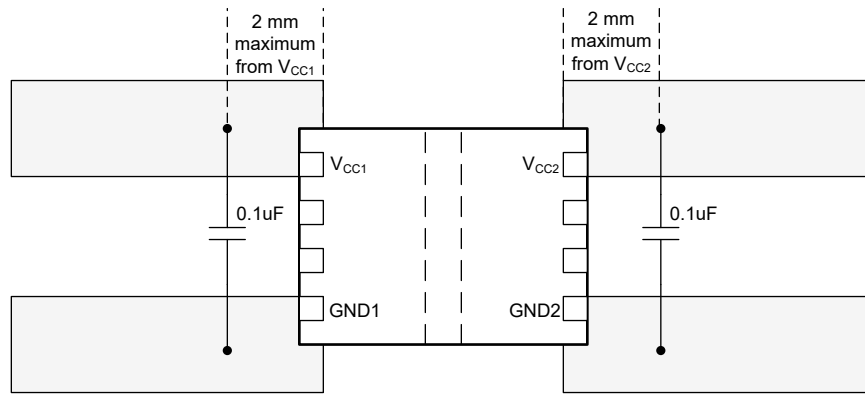 2 mm
maximum
from VCC1
2 mm
maximum
from VCC2
VCC1
VCC2
0.1uF
0.1uF
GND1
GND2